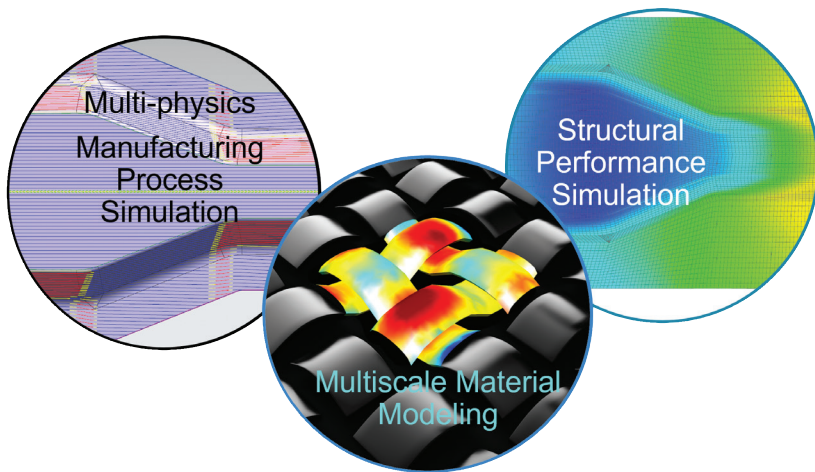 Multi-physics
Manufacturing
Process
Simulation
Structural
Performance
Simulation
Multiscale Material
Modeling